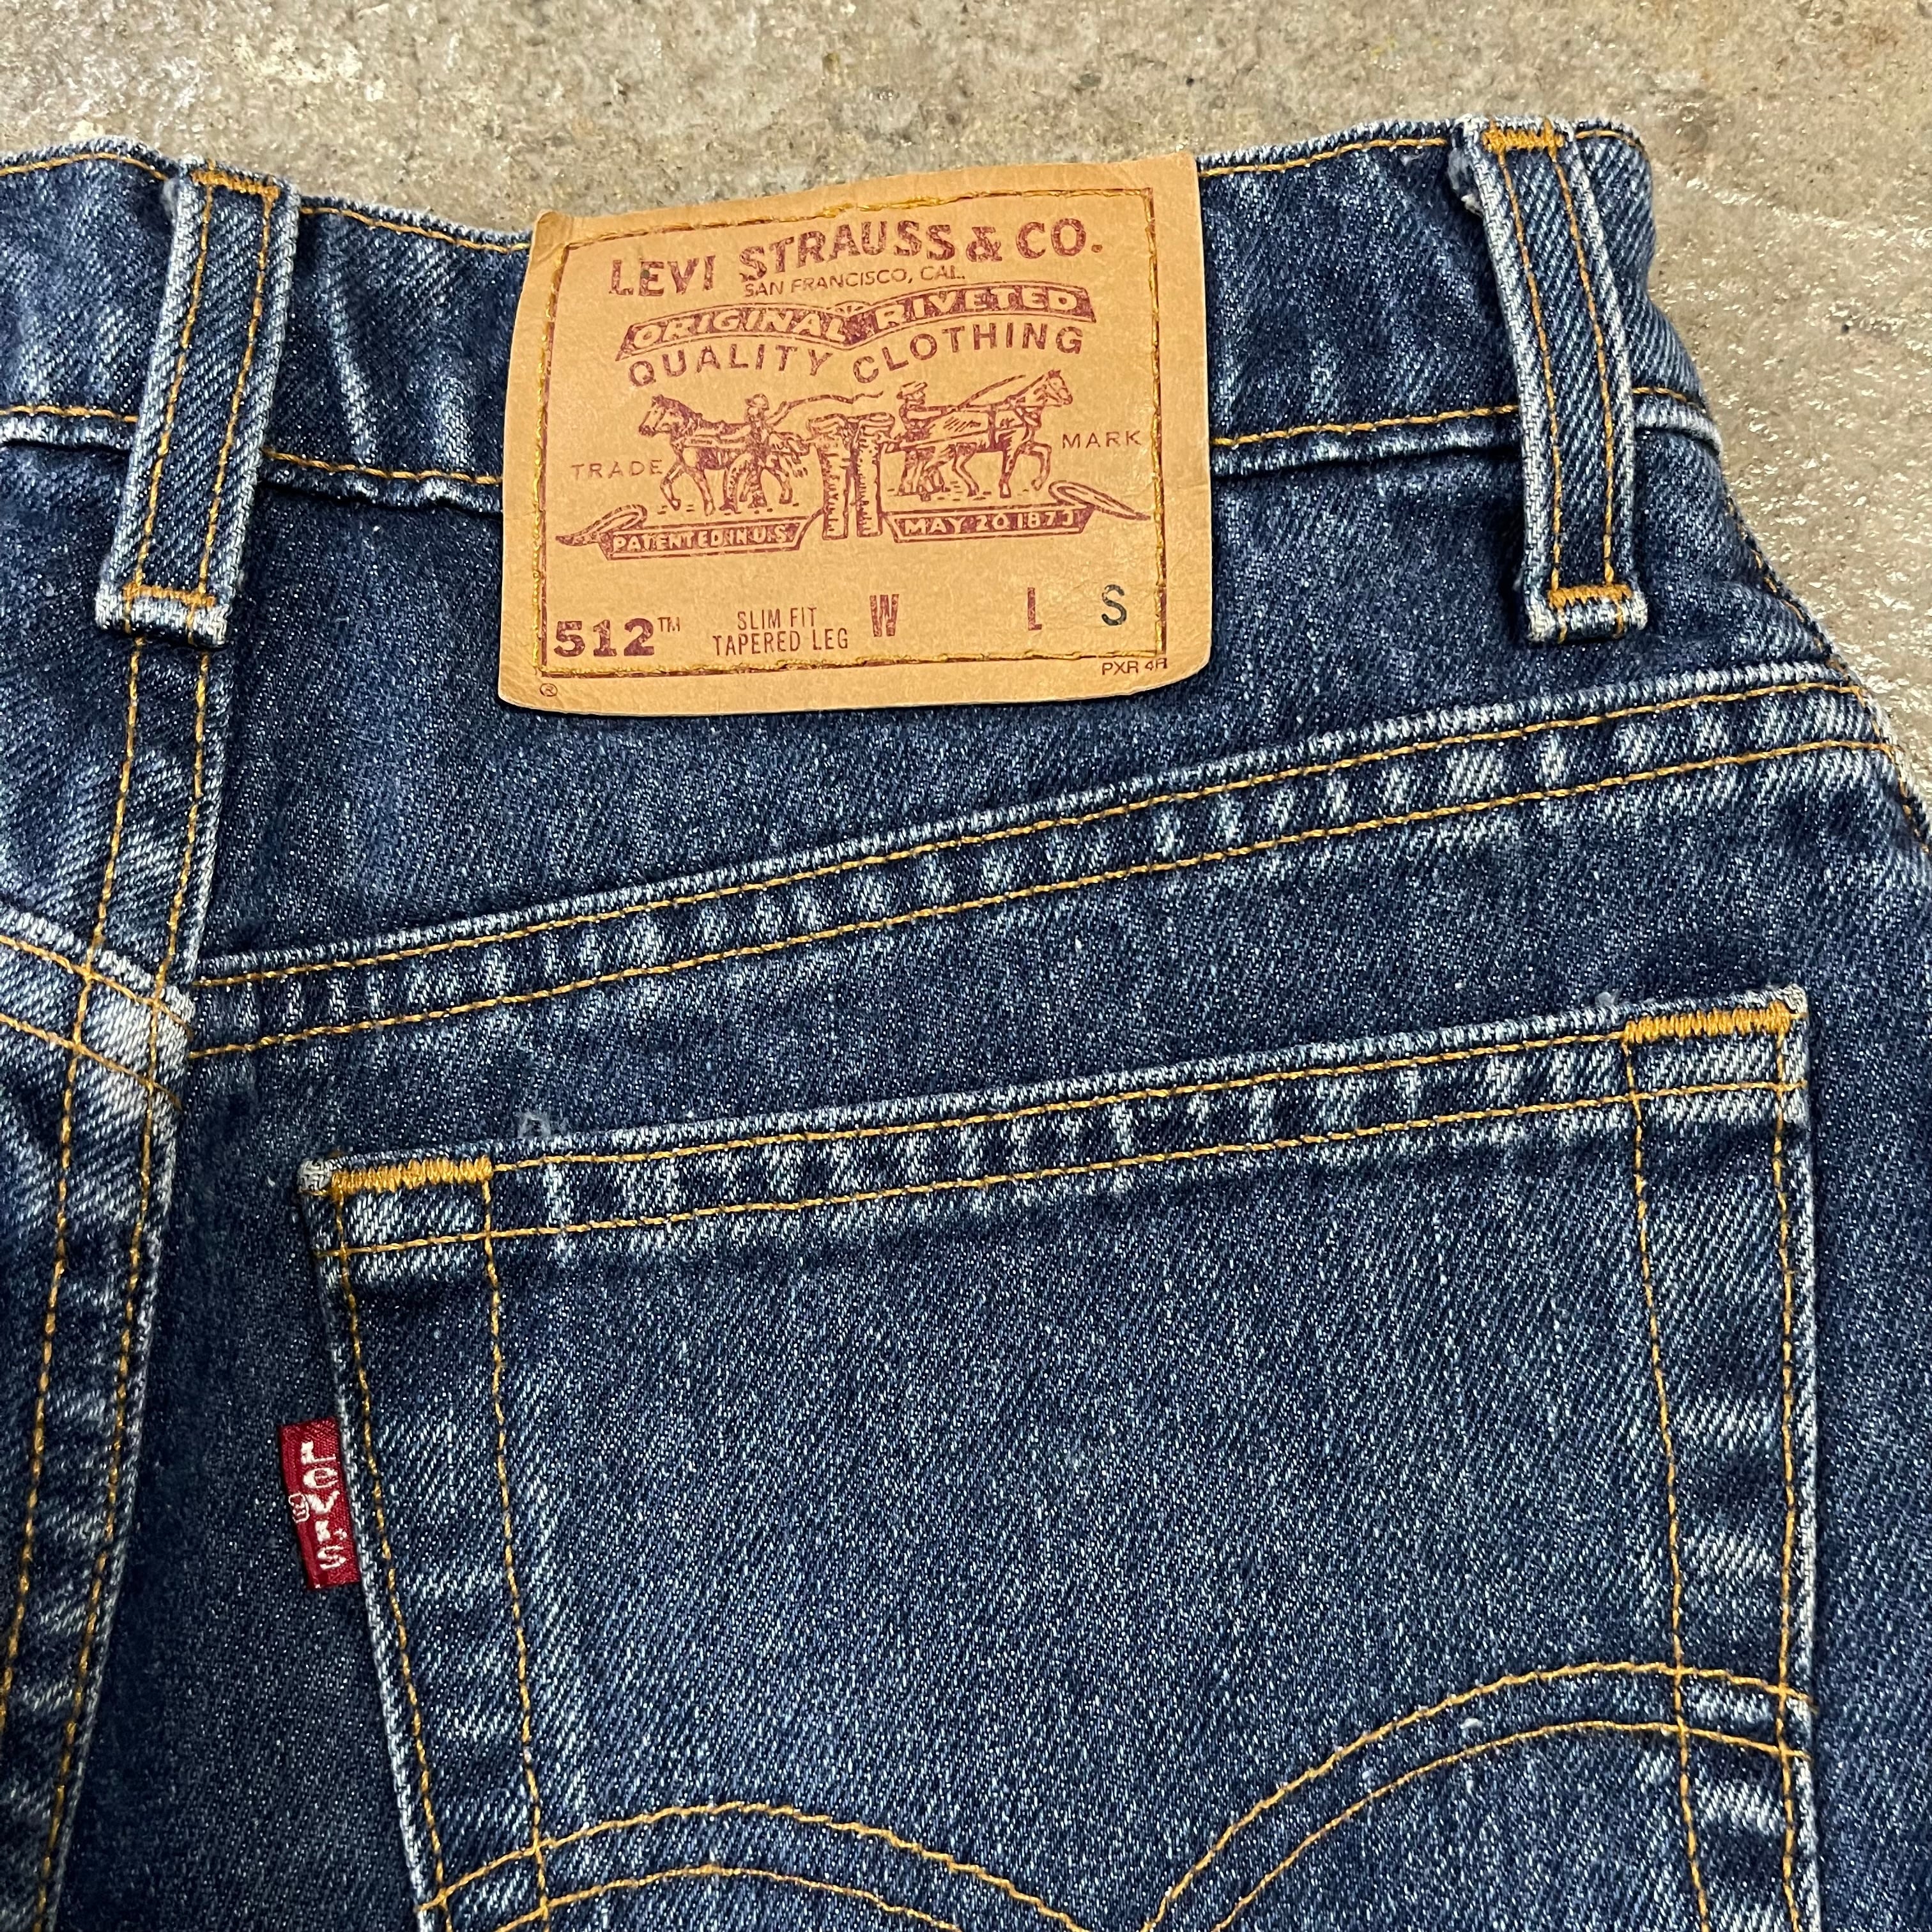 LEVI STRAUSS & CO.
SAN FRANCISCO, CAL.
ORIGINAL RIVETED
QUALITY CLOTHING
TRADE MARK
PATENTED IN U.S. MAY 20 1873
512™ SLIM FIT TAPERED LEG W L S
® PXR 4R
LEVI'S
®